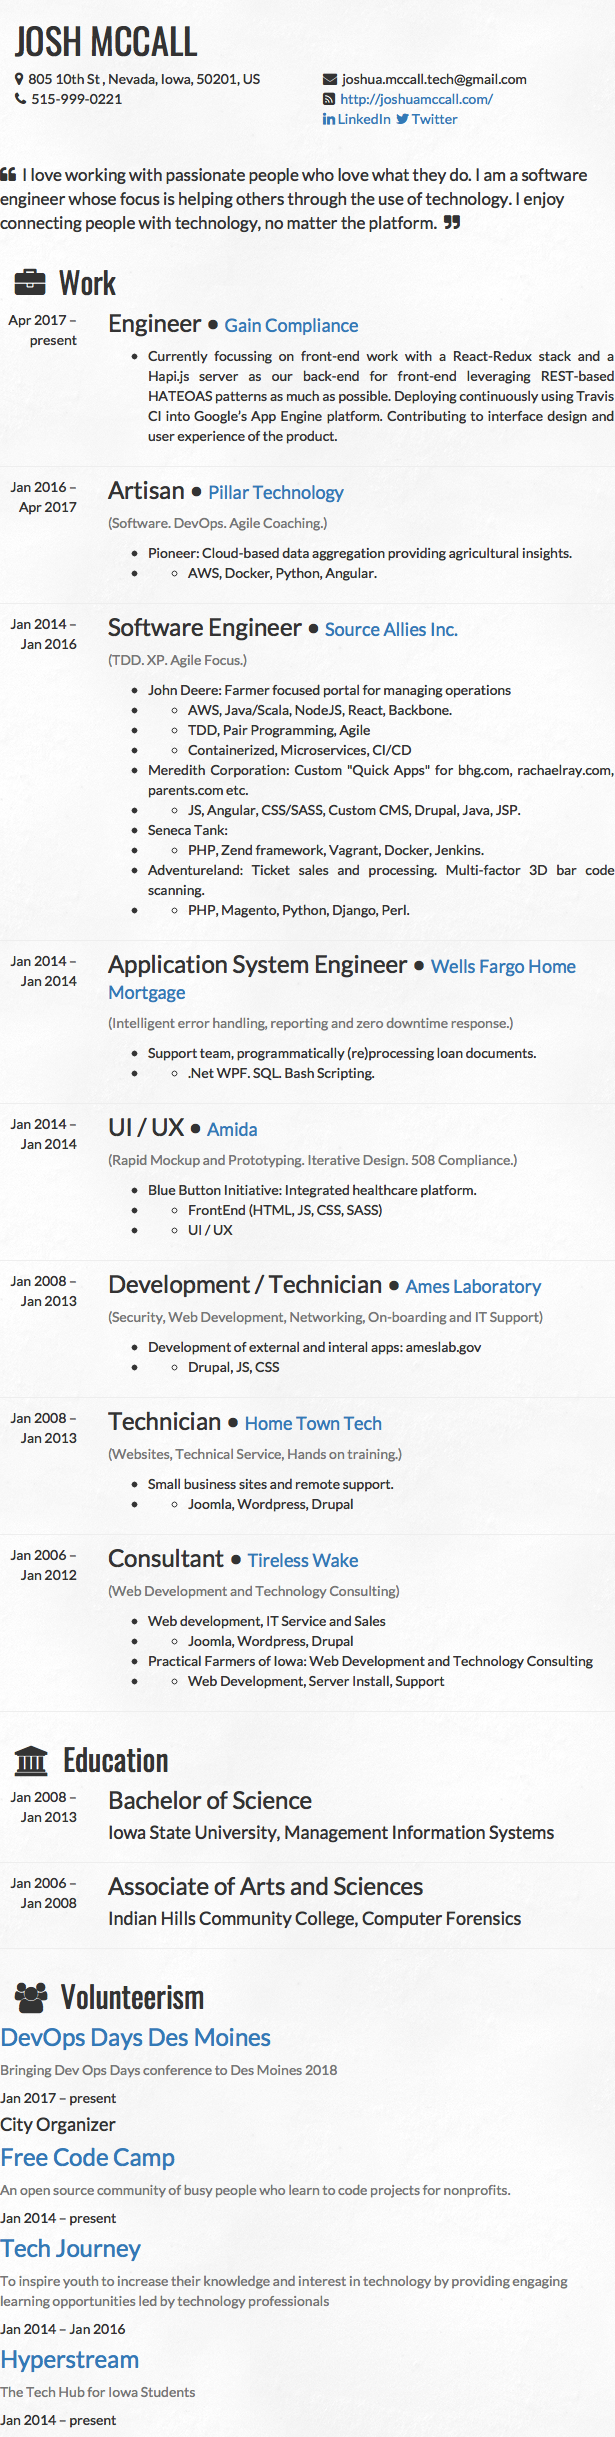 JOSH MCCALL
805 10th St , Nevada, Iowa, 50201, US
515-999-0221
joshua.mccall.tech@gmail.com
http://joshuamccall.com/
LinkedIn Twitter
I love working with passionate people who love what they do. I am a software
engineer whose focus is helping others through the use of technology. I enjoy
connecting people with technology, no matter the platform.
Work
Apr 2017 –
present
Engineer ● Gain Compliance
• Currently focussing on front-end work with a React-Redux stack and a
Hapi.js server as our back-end for front-end leveraging REST-based
HATEOAS patterns as much as possible. Deploying continuously using Travis
CI into Google's App Engine platform. Contributing to interface design and
user experience of the product.
Jan 2016 –
Apr 2017
Artisan ● Pillar Technology
(Software. DevOps. Agile Coaching.)
• Pioneer: Cloud-based data aggregation providing agricultural insights.
• ◦ AWS, Docker, Python, Angular.
Jan 2014 –
Jan 2016
Software Engineer ● Source Allies Inc.
(TDD. XP. Agile Focus.)
• John Deere: Farmer focused portal for managing operations
• ◦ AWS, Java/Scala, NodeJS, React, Backbone.
• ◦ TDD, Pair Programming, Agile
• ◦ Containerized, Microservices, CI/CD
• Meredith Corporation: Custom "Quick Apps" for bhg.com, rachaelray.com,
parents.com etc.
• ◦ JS, Angular, CSS/SASS, Custom CMS, Drupal, Java, JSP.
• Seneca Tank:
• ◦ PHP, Zend framework, Vagrant, Docker, Jenkins.
• Adventureland: Ticket sales and processing. Multi-factor 3D bar code
scanning.
• ◦ PHP, Magento, Python, Django, Perl.
Jan 2014 –
Jan 2014
Application System Engineer ● Wells Fargo Home
Mortgage
(Intelligent error handling, reporting and zero downtime response.)
• Support team, programmatically (re)processing loan documents.
• ◦ .Net WPF. SQL. Bash Scripting.
Jan 2014 –
Jan 2014
UI / UX ● Amida
(Rapid Mockup and Prototyping. Iterative Design. 508 Compliance.)
• Blue Button Initiative: Integrated healthcare platform.
• ◦ FrontEnd (HTML, JS, CSS, SASS)
• ◦ UI / UX
Jan 2008 –
Jan 2013
Development / Technician ● Ames Laboratory
(Security, Web Development, Networking, On-boarding and IT Support)
• Development of external and interal apps: ameslab.gov
• ◦ Drupal, JS, CSS
Jan 2008 –
Jan 2013
Technician ● Home Town Tech
(Websites, Technical Service, Hands on training.)
• Small business sites and remote support.
• ◦ Joomla, Wordpress, Drupal
Jan 2006 –
Jan 2012
Consultant ● Tireless Wake
(Web Development and Technology Consulting)
• Web development, IT Service and Sales
• ◦ Joomla, Wordpress, Drupal
• Practical Farmers of Iowa: Web Development and Technology Consulting
• ◦ Web Development, Server Install, Support
Education
Jan 2008 –
Jan 2013
Bachelor of Science
Iowa State University, Management Information Systems
Jan 2006 –
Jan 2008
Associate of Arts and Sciences
Indian Hills Community College, Computer Forensics
Volunteerism
DevOps Days Des Moines
Bringing Dev Ops Days conference to Des Moines 2018
Jan 2017 – present
City Organizer
Free Code Camp
An open source community of busy people who learn to code projects for nonprofits.
Jan 2014 – present
Tech Journey
To inspire youth to increase their knowledge and interest in technology by providing engaging
learning opportunities led by technology professionals
Jan 2014 – Jan 2016
Hyperstream
The Tech Hub for Iowa Students
Jan 2014 – present